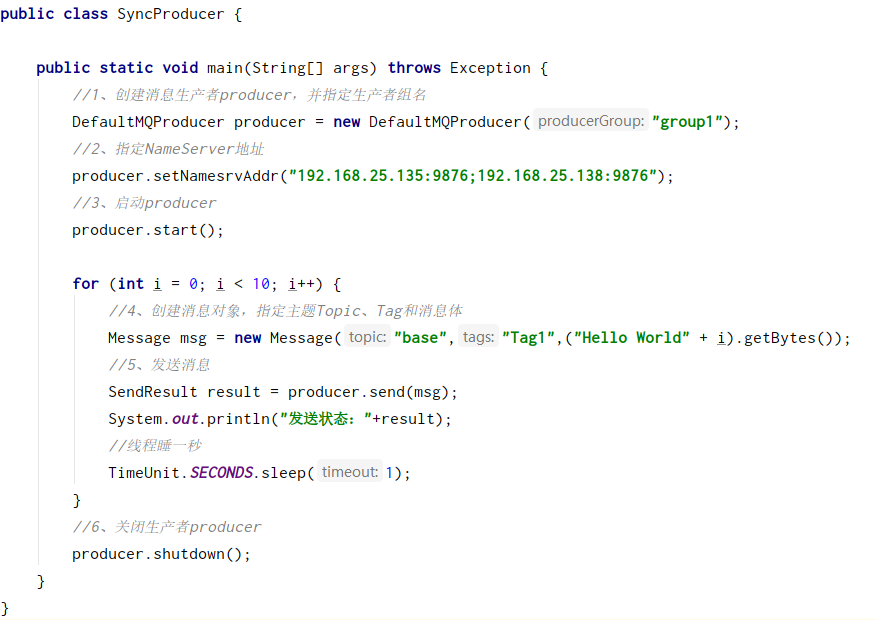 public class SyncProducer {
public static void main(String[] args) throws Exception {
//1、创建消息生产者producer，并指定生产者组名
DefaultMQProducer producer = new DefaultMQProducer( producerGroup: "group1");
//2、指定NameServer地址
producer.setNamesrvAddr("192.168.25.135:9876;192.168.25.138:9876");
//3、启动producer
producer.start();
for (int i = 0; i < 10; i++) {
//4、创建消息对象，指定主题Topic、Tag和消息体
Message msg = new Message( topic: "base", tags: "Tag1",("Hello World" + i).getBytes());
//5、发送消息
SendResult result = producer.send(msg);
System.out.println("发送状态："+result);
//线程睡一秒
TimeUnit.SECONDS.sleep( timeout: 1);
}
//6、关闭生产者producer
producer.shutdown();
}
}